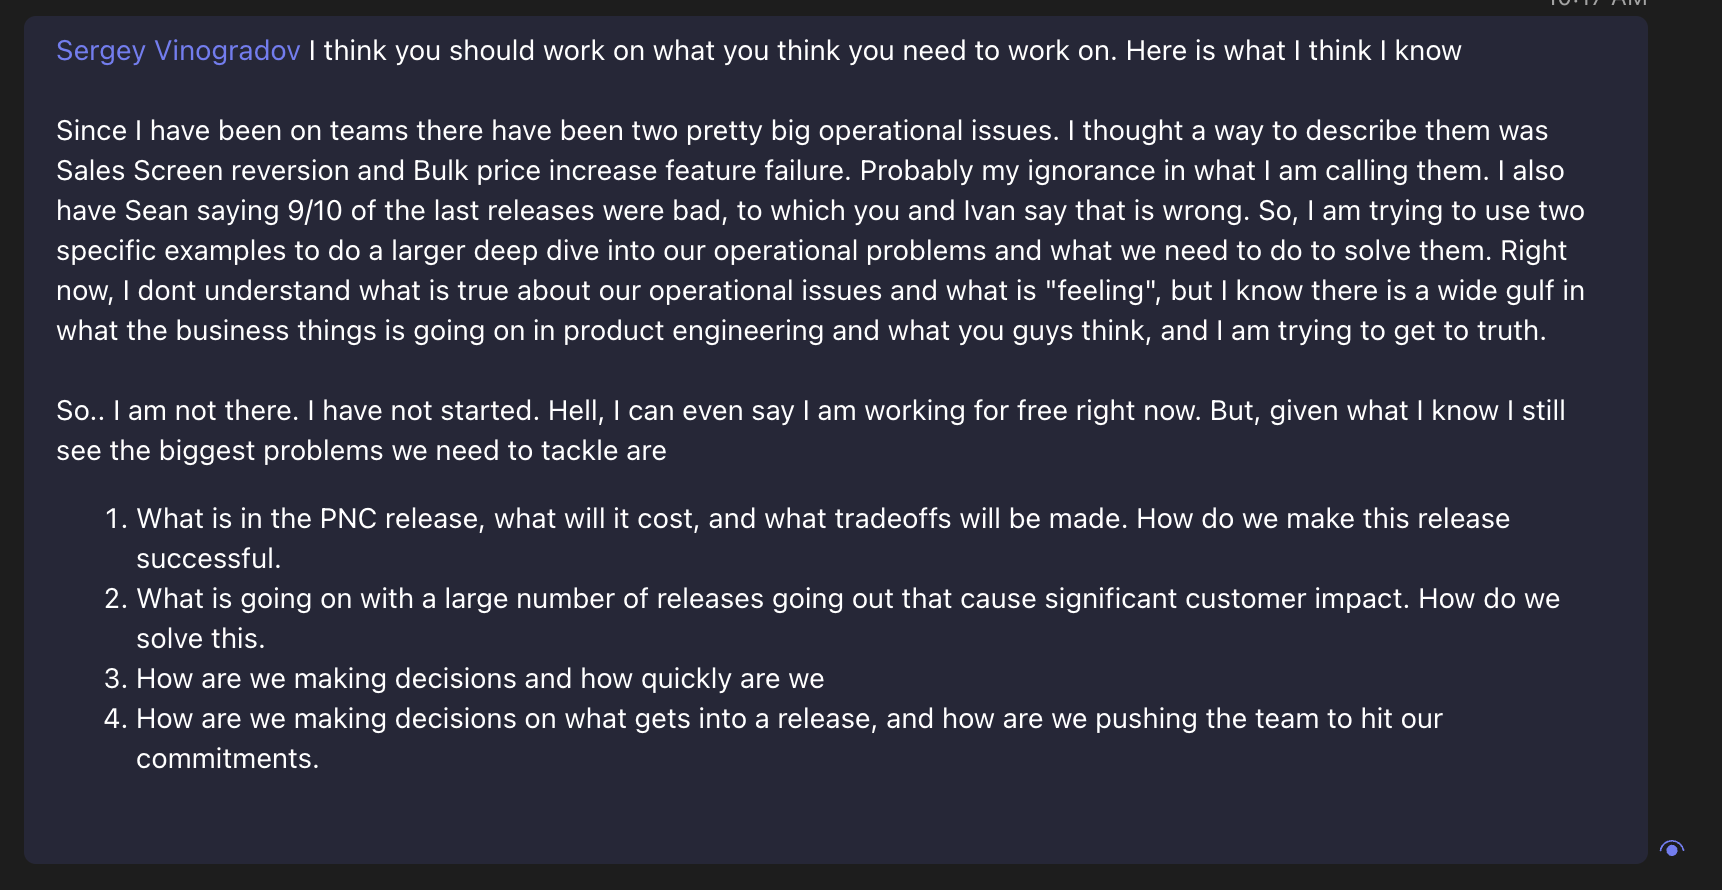 10:17 AM
Sergey Vinogradov I think you should work on what you think you need to work on. Here is what I think I know
Since I have been on teams there have been two pretty big operational issues. I thought a way to describe them was
Sales Screen reversion and Bulk price increase feature failure. Probably my ignorance in what I am calling them. I also
have Sean saying 9/10 of the last releases were bad, to which you and Ivan say that is wrong. So, I am trying to use two
specific examples to do a larger deep dive into our operational problems and what we need to do to solve them. Right
now, I dont understand what is true about our operational issues and what is "feeling", but I know there is a wide gulf in
what the business things is going on in product engineering and what you guys think, and I am trying to get to truth.
So.. I am not there. I have not started. Hell, I can even say I am working for free right now. But, given what I know I still
see the biggest problems we need to tackle are
1. What is in the PNC release, what will it cost, and what tradeoffs will be made. How do we make this release
successful.
2. What is going on with a large number of releases going out that cause significant customer impact. How do we
solve this.
3. How are we making decisions and how quickly are we
4. How are we making decisions on what gets into a release, and how are we pushing the team to hit our
commitments.